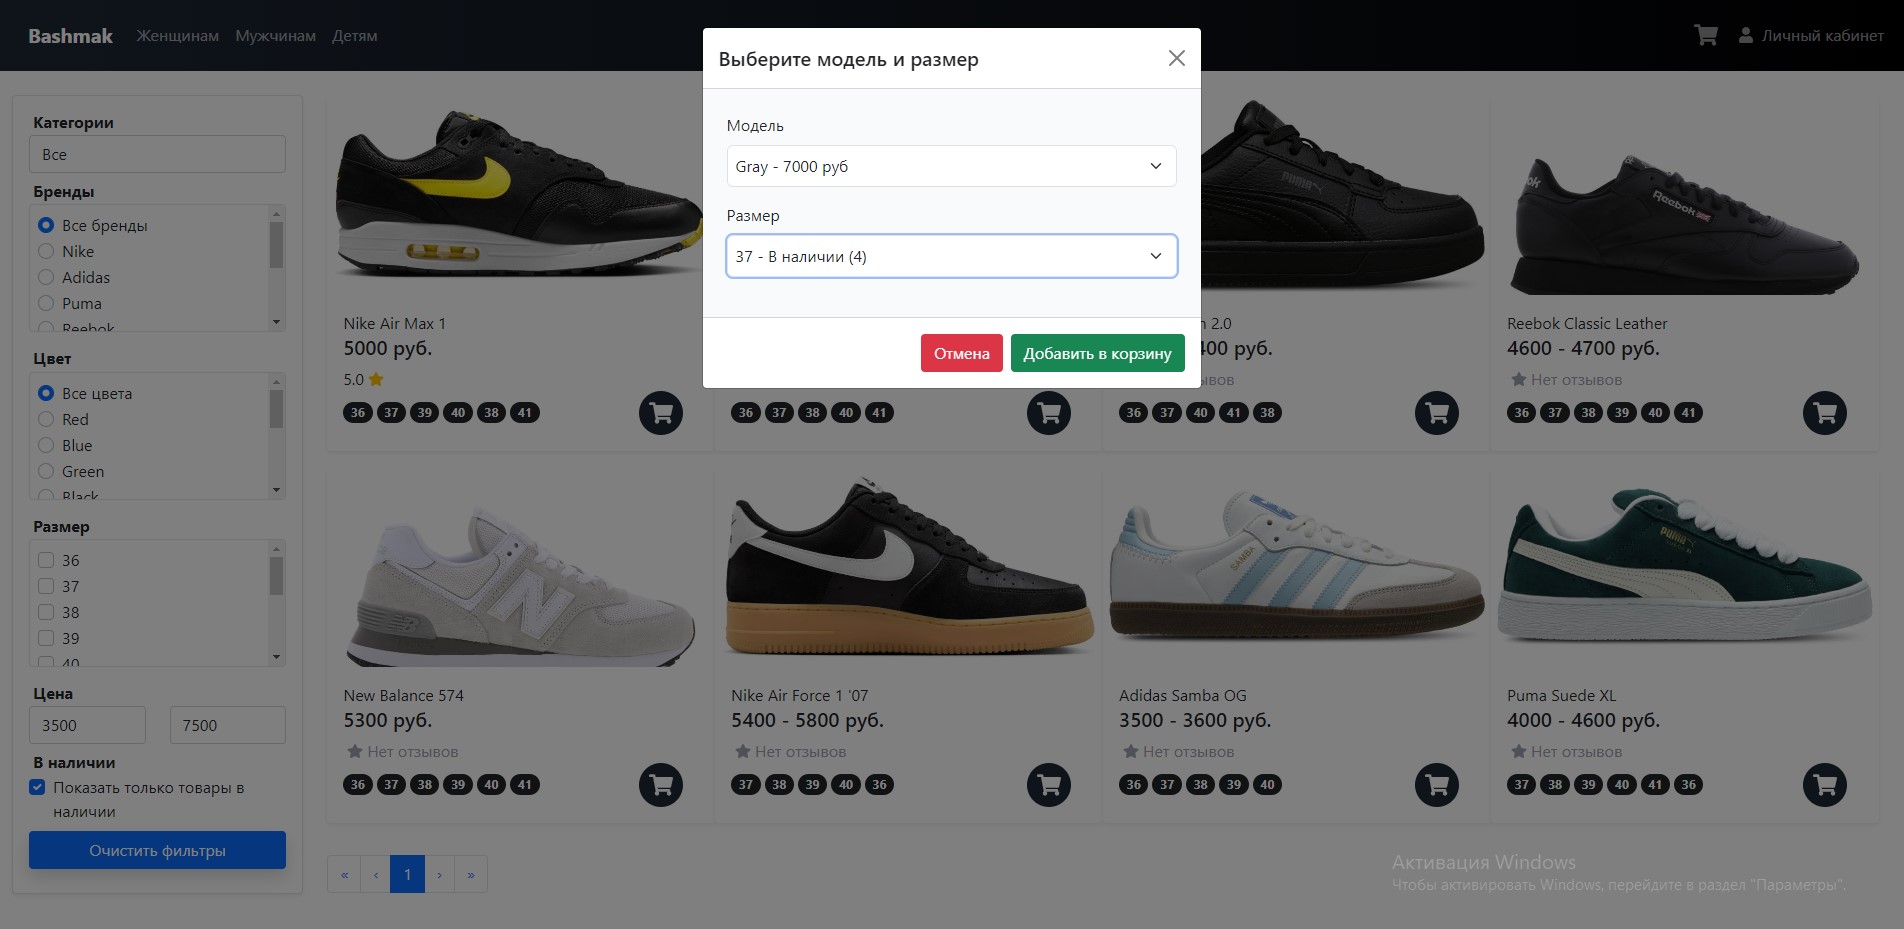 Bashmak Женщинам Мужчинам Детям
Личный кабинет
Выберите модель и размер
Модель
Gray - 7000 руб
Размер
37 - В наличии (4)
Отмена
Добавить в корзину
Категории
Все
Бренды
Все бренды
Nike
Adidas
Puma
Reebok
Цвет
Все цвета
Red
Blue
Green
Black
Размер
36
37
38
39
40
Цена
3500 7500
В наличии
Показать только товары в
наличии
Очистить фильтры
Nike Air Max 1
5000 руб.
5.0
36 37 39 40 38 41
36 37 38 40 41
PUMA
2.0
400 руб.
36 37 40 41 38
Reebok
Reebok Classic Leather
4600 - 4700 руб.
Нет отзывов
36 37 38 39 40 41
New Balance 574
5300 руб.
Нет отзывов
36 37 38 39 40 41
Nike Air Force 1 '07
5400 - 5800 руб.
Нет отзывов
37 38 39 40 36
SAMBA
Adidas Samba OG
3500 - 3600 руб.
Нет отзывов
36 37 38 39 40
PUMA
Puma Suede XL
4000 - 4600 руб.
Нет отзывов
37 38 39 40 41 36
« ‹ 1 › »
Активация Windows
Чтобы активировать Windows, перейдите в раздел "Параметры".